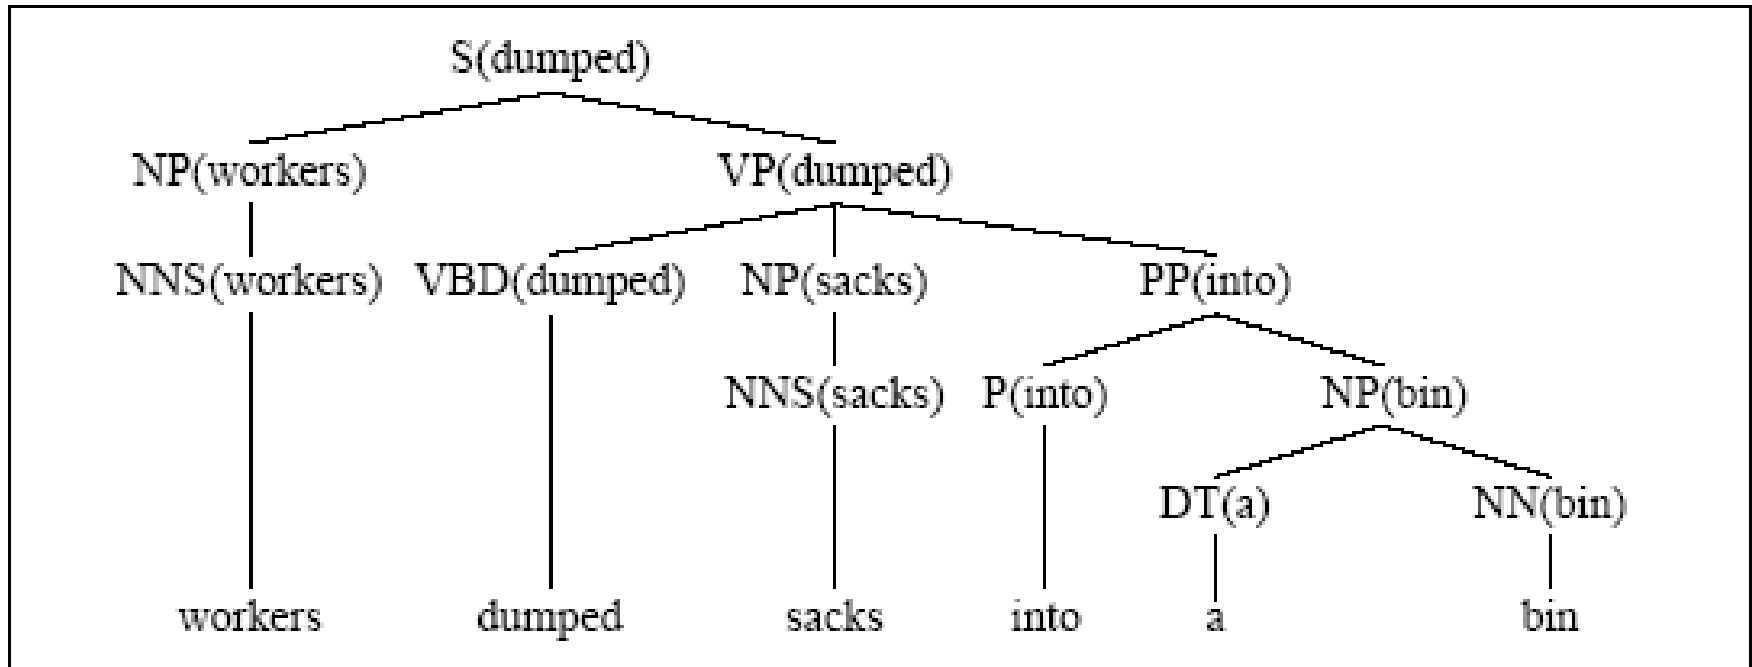 S(dumped)
NP(workers) VP(dumped)
NNS(workers) VBD(dumped) NP(sacks) PP(into)
NNS(sacks) P(into) NP(bin)
DT(a) NN(bin)
workers dumped sacks into a bin